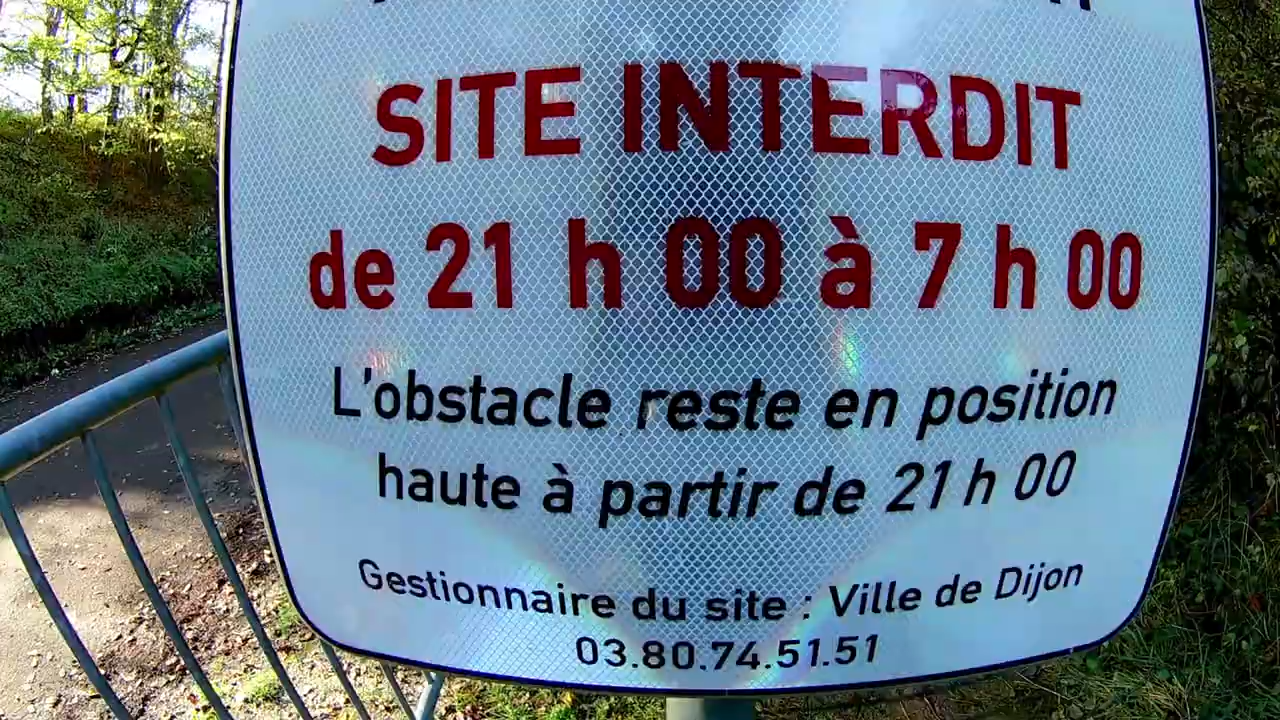 SITE INTERDIT
de 21 h 00 à 7 h 00
L'obstacle reste en position
haute à partir de 21 h 00
Gestionnaire du site : Ville de Dijon
03.80.74.51.51